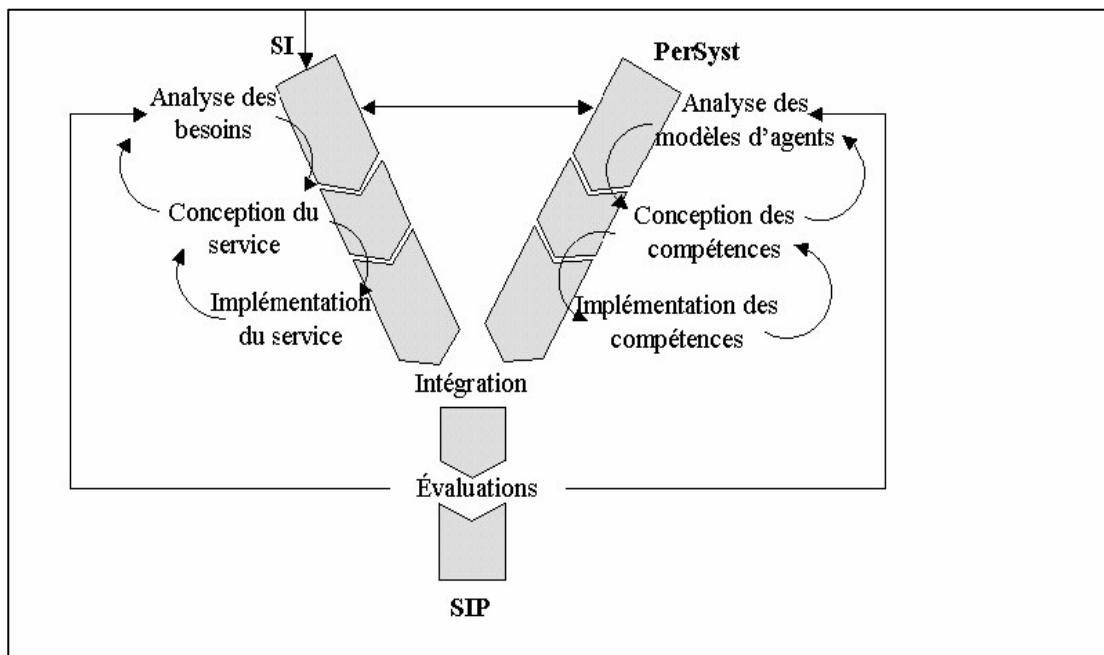 SI
PerSyst
Analyse des
besoins
Analyse des
modèles d'agents
Conception du
service
Conception des
compétences
Implémentation
du service
Implémentation des
compétences
Intégration
Évaluations
SIP